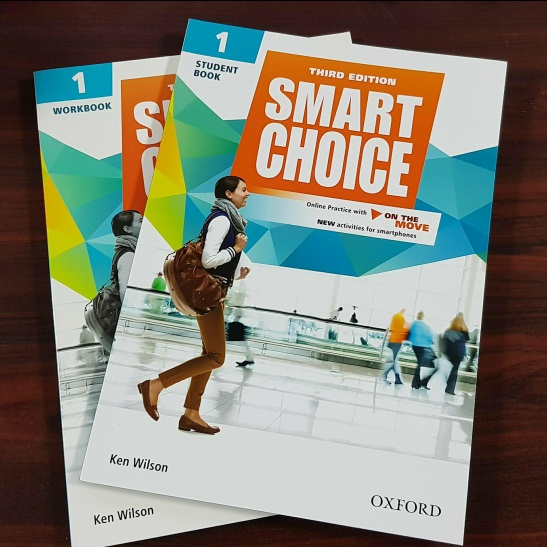 1
WORKBOOK
Ken Wilson
1
STUDENT
BOOK
THIRD EDITION
SMART
CHOICE
Online Practice with ON THE
MOVE
NEW activities for smartphones
Ken Wilson
OXFORD